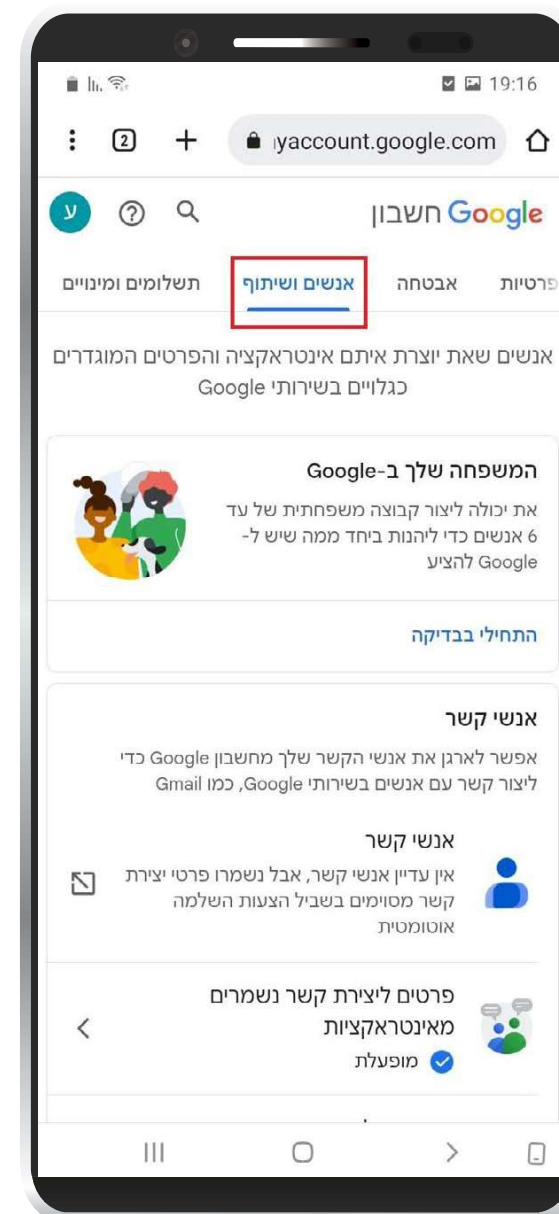 19:16
2
yaccount.google.com
חשבון Google
ע
פרטיות אבטחה אנשים ושיתוף תשלומים ומינויים
אנשים שאת יוצרת איתם אינטראקציה והפרטים המוגדרים
כגלויים בשירותי Google
המשפחה שלך ב-Google
את יכולה ליצור קבוצה משפחתית של עד
6 אנשים כדי ליהנות ביחד ממה שיש ל-
Google להציע
התחילי בבדיקה
אנשי קשר
אפשר לארגן את אנשי הקשר שלך מחשבון Google כדי
ליצור קשר עם אנשים בשירותי Google, כמו Gmail
אנשי קשר
אין עדיין אנשי קשר, אבל נשמרו פרטי יצירת
קשר מסוימים בשביל הצעות השלמה
אוטומטית
פרטים ליצירת קשר נשמרים
מאינטראקציות
מופעלת